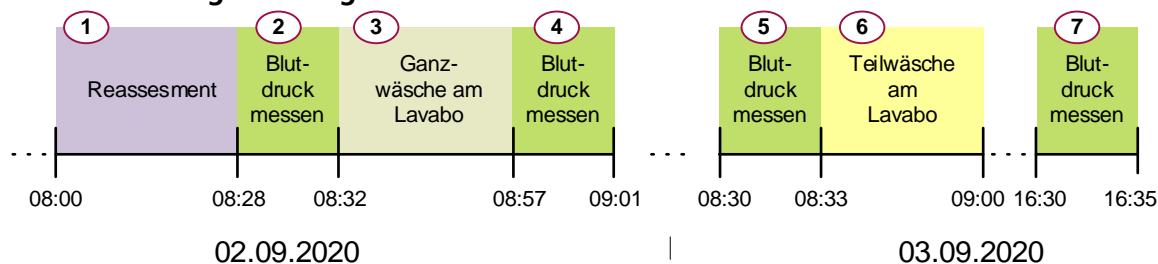 1
2
3
4
5
6
7
Reassesment
Blut-
druck
messen
Ganz-
wäsche am
Lavabo
Blut-
druck
messen
Blut-
druck
messen
Teilwäsche
am
Lavabo
Blut-
druck
messen
08:00
08:28
08:32
08:57
09:01
08:30
08:33
09:00
16:30
16:35
02.09.2020
03.09.2020